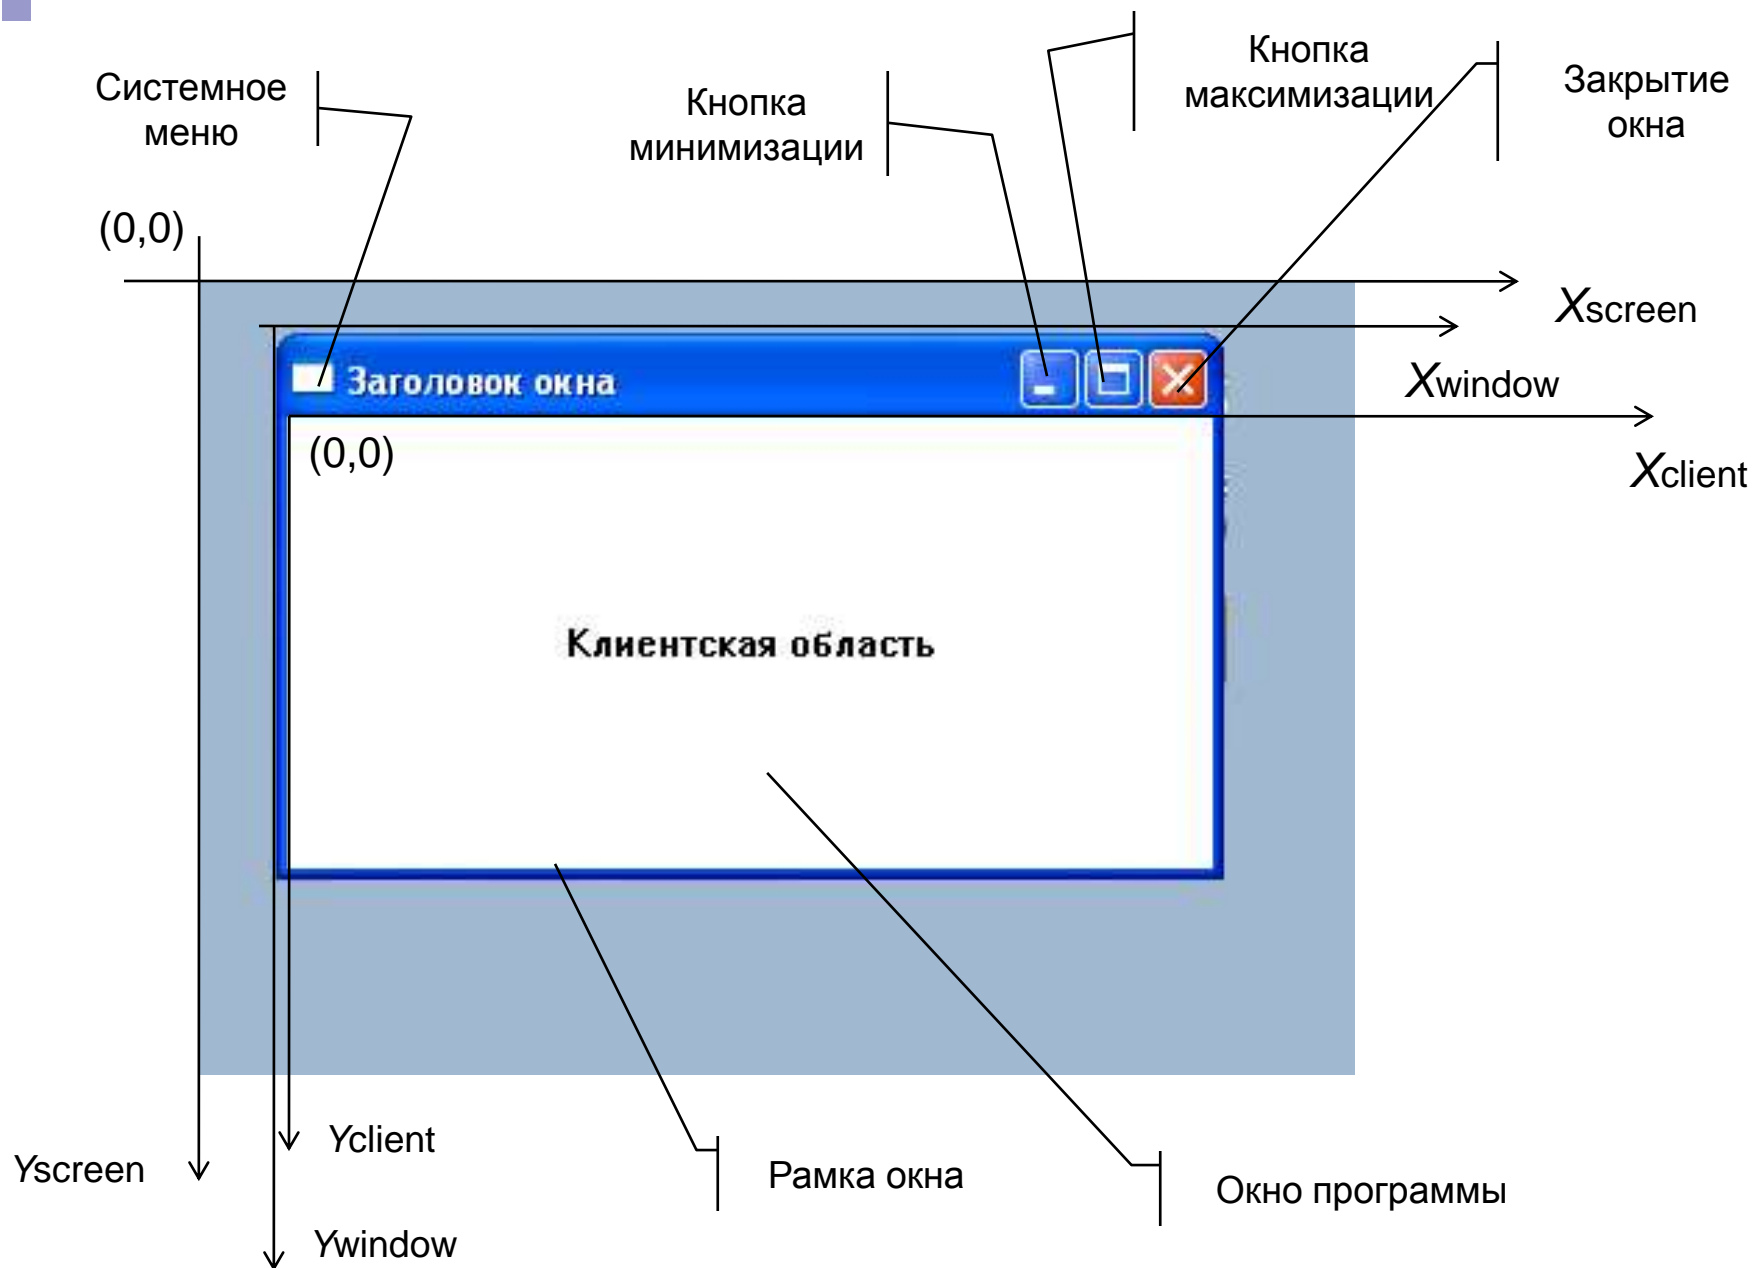 Системное
меню
Кнопка
минимизации
Кнопка
максимизации
Закрытие
окна
(0,0)
Xscreen
Xwindow
Заголовок окна
(0,0)
Xclient
Клиентская область
Yclient
Yscreen
Рамка окна
Окно программы
Ywindow